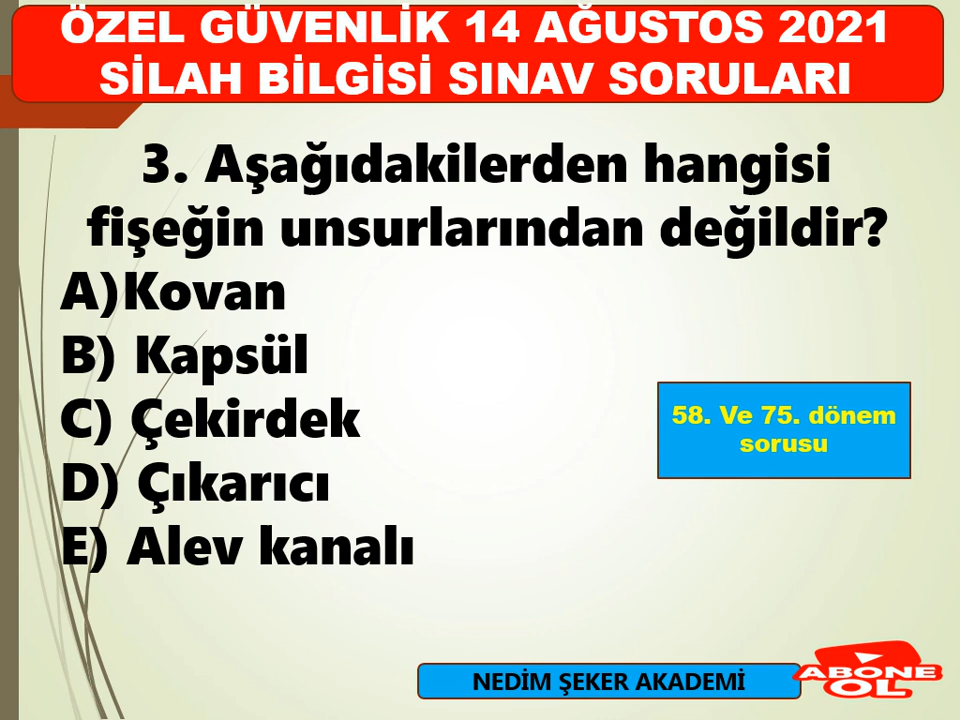 ÖZEL GÜVENLİK 14 AĞUSTOS 2021
SİLAH BİLGİSİ SINAV SORULARI
3. Aşağıdakilerden hangisi
fişeğin unsurlarından değildir?
A)Kovan
B) Kapsül
C) Çekirdek
D) Çıkarıcı
E) Alev kanalı
58. Ve 75. dönem
sorusu
NEDİM ŞEKER AKADEMİ
ABONE
OL